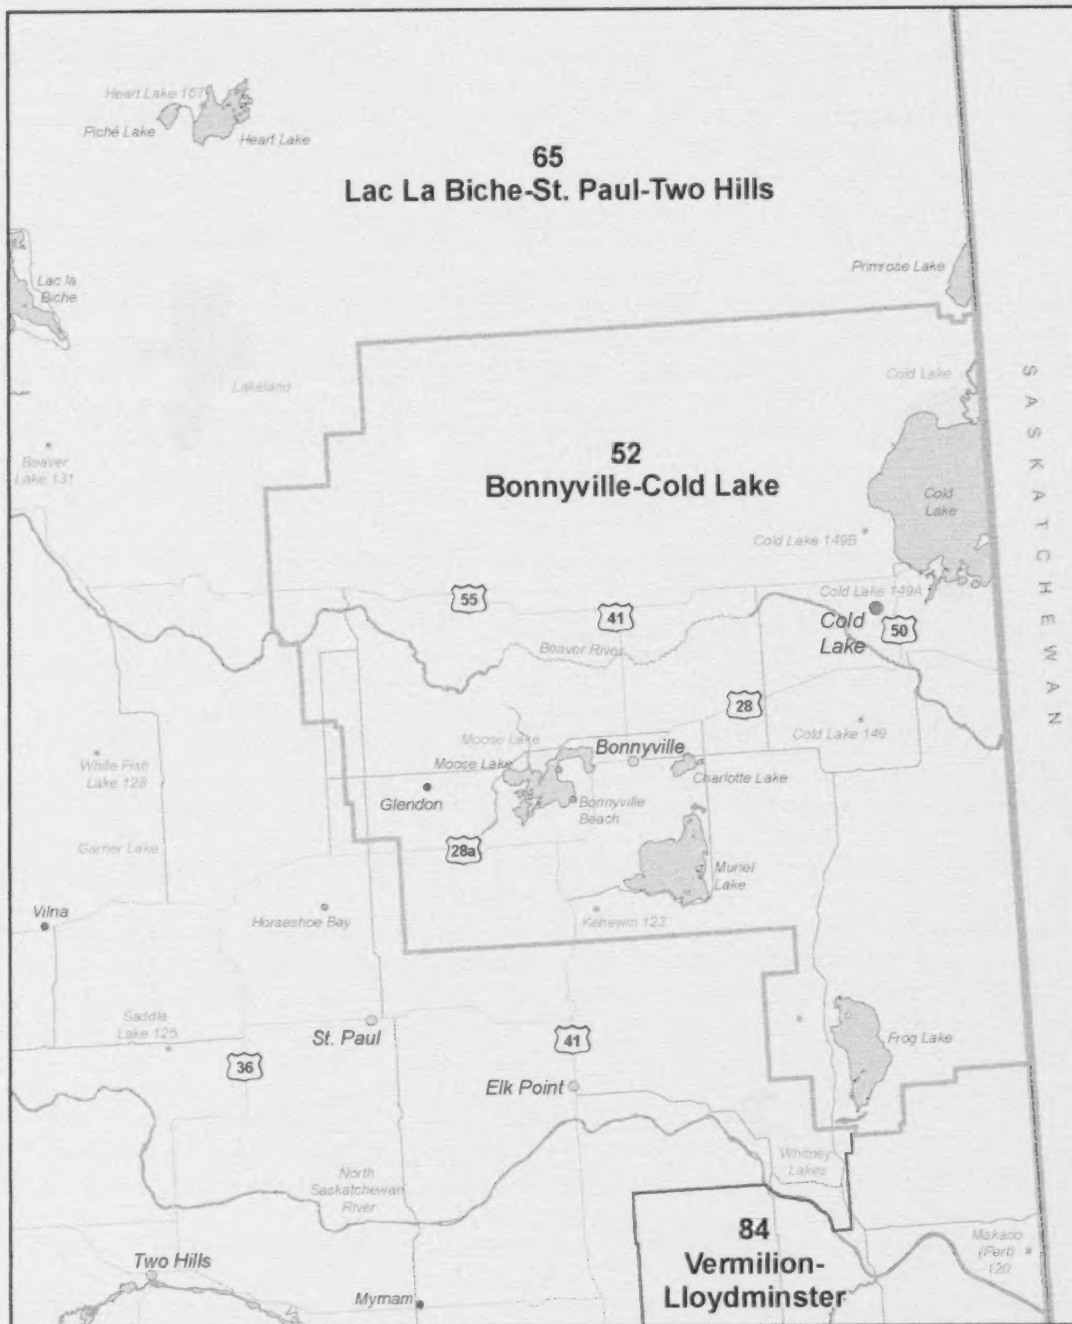 Heart Lake 167
Piché Lake
Heart Lake
65
Lac La Biche-St. Paul-Two Hills
Primrose Lake
Lac la
Biche
Cold Lake
Lakeland
SASKATCHEWAN
52
Bonnyville-Cold Lake
Beaver
Lake 131
Cold
Lake
Cold Lake 149B
Cold Lake 149A
55
41
Cold
Lake
50
Beaver River
28
Cold Lake 149
Moose Lake
Bonnyville
White Fish
Lake 128
Moose Lake
Charlotte Lake
Glendon
Bonnyville
Beach
Garner Lake
28a
Muriel
Lake
Vilna
Horseshoe Bay
Kehewin 123
Saddle
Lake 125
St. Paul
41
Frog Lake
36
Elk Point
Whitney
Lakes
North
Saskatchewan
River
84
Vermilion-
Lloydminster
Makaoo
(Part)
120
Two Hills
Myrnam